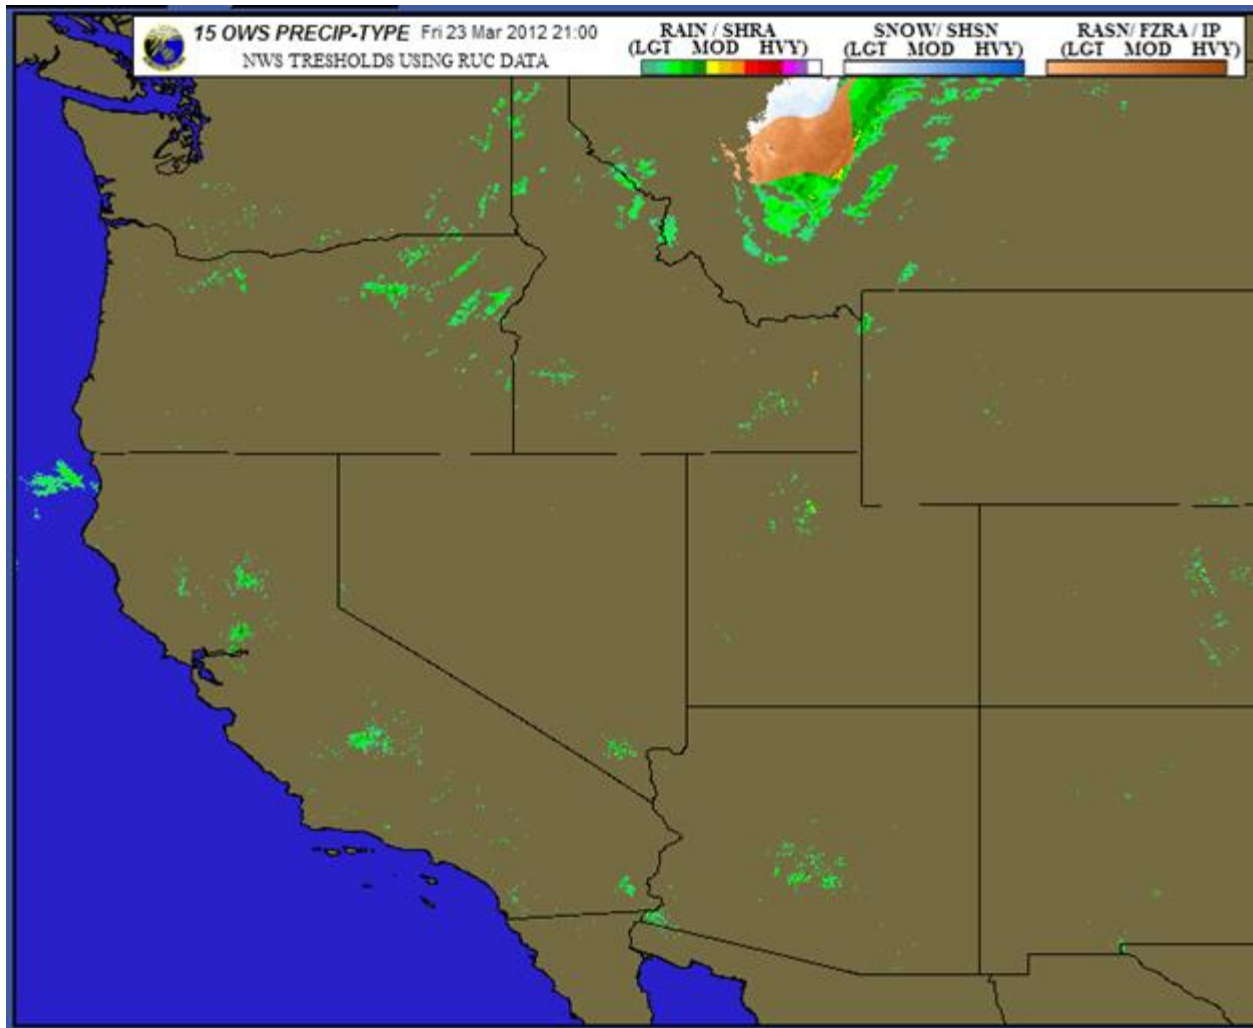 15 OWS PRECIP-TYPE Fri 23 Mar 2012 21:00
NWS TRESHOLDS USING RUC DATA
RAIN / SHRA
(LGT MOD HVY)
SNOW/ SHSN
(LGT MOD HVY)
RASN/ FZRA / IP
(LGT MOD HVY)